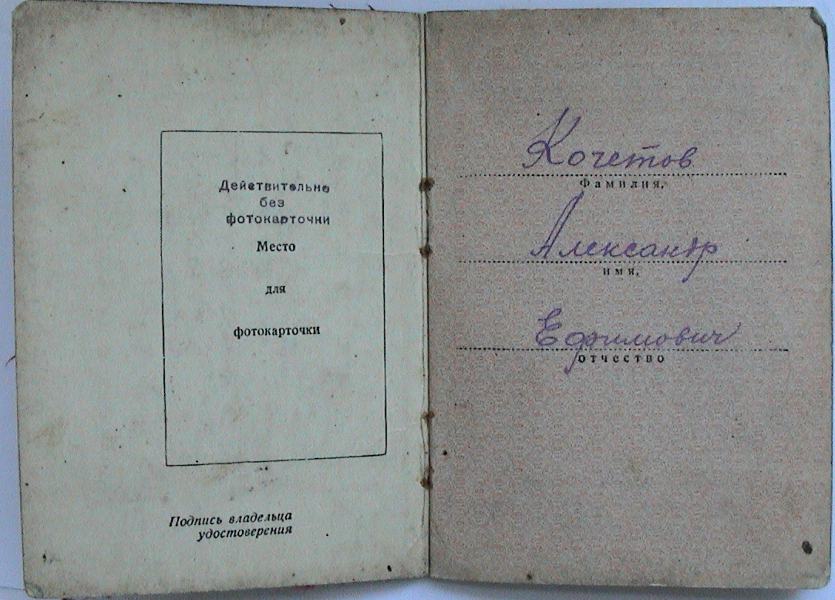 Действительно
без
фотокарточки
Место
для
фотокарточки
Подпись владельца
удостоверения
Кочетов
Фамилия,
Александр
имя,
Ефимович
отчество